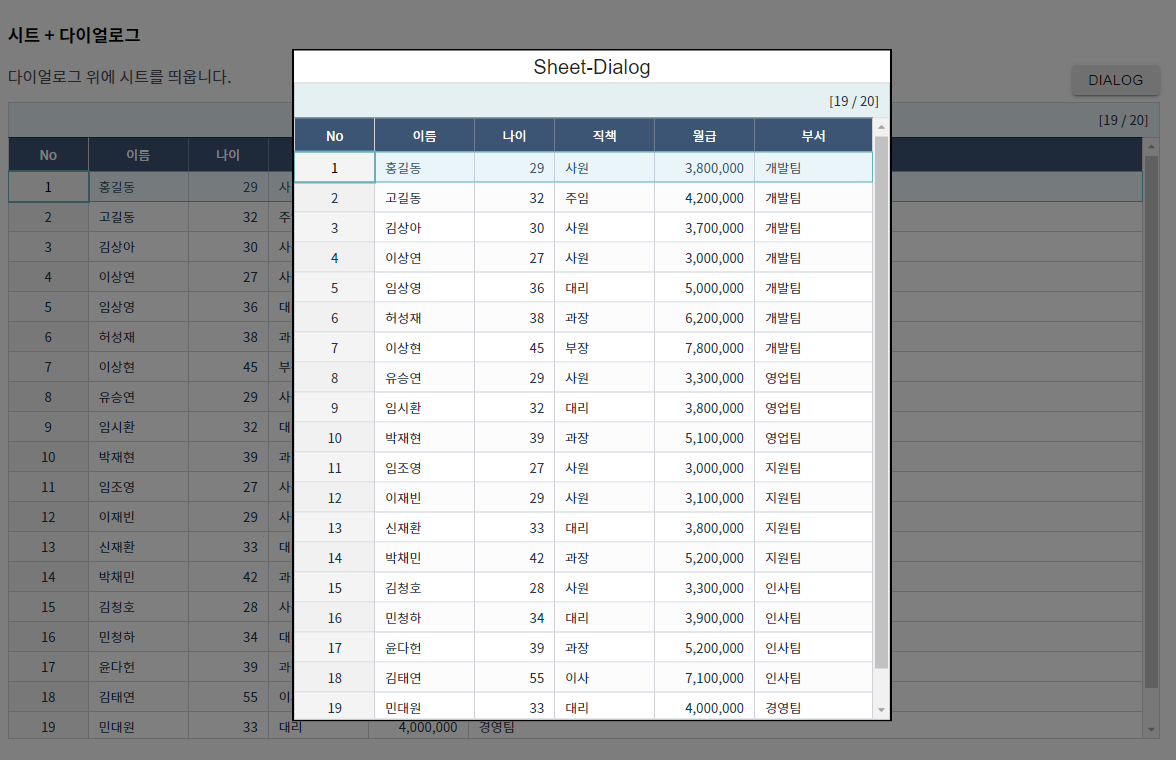 시트 + 다이얼로그
다이얼로그 위에 시트를 띄웁니다.
DIALOG
[19 / 20]
No 이름 나이
1 홍길동 29 사
2 고길동 32 주
3 김상아 30 사
4 이상연 27 사
5 임상영 36 대
6 허성재 38 과
7 이상현 45 부
8 유승연 29 사
9 임시환 32 대
10 박재현 39 과
11 임조영 27 사
12 이재빈 29 사
13 신재환 33 대
14 박채민 42 과
15 김청호 28 사
16 민청하 34 대
17 윤다헌 39 과
18 김태연 55 이
19 민대원 33 대리 4,000,000 경영팀
Sheet-Dialog
[19 / 20]
No 이름 나이 직책 월급 부서
1 홍길동 29 사원 3,800,000 개발팀
2 고길동 32 주임 4,200,000 개발팀
3 김상아 30 사원 3,700,000 개발팀
4 이상연 27 사원 3,000,000 개발팀
5 임상영 36 대리 5,000,000 개발팀
6 허성재 38 과장 6,200,000 개발팀
7 이상현 45 부장 7,800,000 개발팀
8 유승연 29 사원 3,300,000 영업팀
9 임시환 32 대리 3,800,000 영업팀
10 박재현 39 과장 5,100,000 영업팀
11 임조영 27 사원 3,000,000 지원팀
12 이재빈 29 사원 3,100,000 지원팀
13 신재환 33 대리 3,800,000 지원팀
14 박채민 42 과장 5,200,000 지원팀
15 김청호 28 사원 3,300,000 인사팀
16 민청하 34 대리 3,900,000 인사팀
17 윤다헌 39 과장 5,200,000 인사팀
18 김태연 55 이사 7,100,000 인사팀
19 민대원 33 대리 4,000,000 경영팀